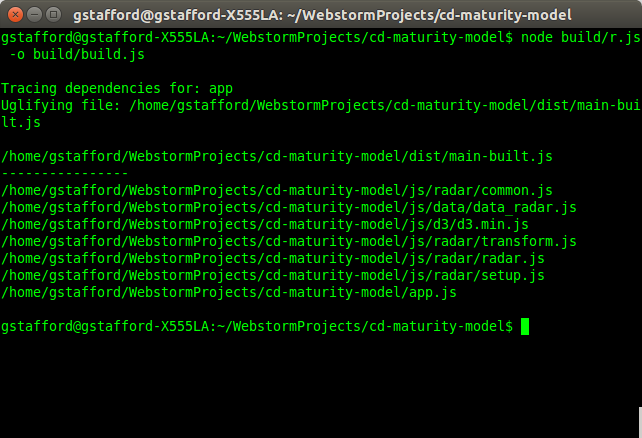 gstafford@gstafford-X555LA: ~/WebstormProjects/cd-maturity-model
gstafford@gstafford-X555LA:~/WebstormProjects/cd-maturity-model$ node build/r.js
 -o build/build.js
Tracing dependencies for: app
Uglifying file: /home/gstafford/WebstormProjects/cd-maturity-model/dist/main-bui
lt.js
/home/gstafford/WebstormProjects/cd-maturity-model/dist/main-built.js
----------------
/home/gstafford/WebstormProjects/cd-maturity-model/js/radar/common.js
/home/gstafford/WebstormProjects/cd-maturity-model/js/data/data_radar.js
/home/gstafford/WebstormProjects/cd-maturity-model/js/d3/d3.min.js
/home/gstafford/WebstormProjects/cd-maturity-model/js/radar/transform.js
/home/gstafford/WebstormProjects/cd-maturity-model/js/radar/radar.js
/home/gstafford/WebstormProjects/cd-maturity-model/js/radar/setup.js
/home/gstafford/WebstormProjects/cd-maturity-model/app.js
gstafford@gstafford-X555LA:~/WebstormProjects/cd-maturity-model$